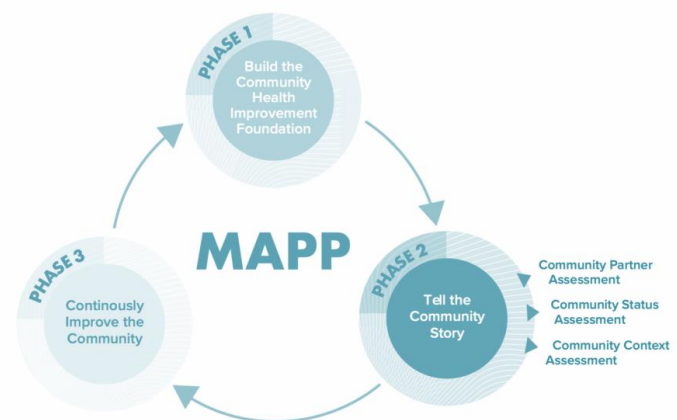 PHASE 1
Build the
Community
Health
Improvement
Foundation
MAPP
PHASE 2
Tell the
Community
Story
Community Partner
Assessment
Community Status
Assessment
Community Context
Assessment
PHASE 3
Continously
Improve the
Community